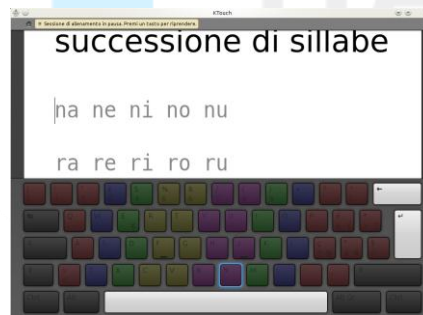 KTouch
Sessione di allenamento in pausa. Premi un tasto per riprendere.
successione di sillabe
na ne ni no nu
ra re ri ro ru